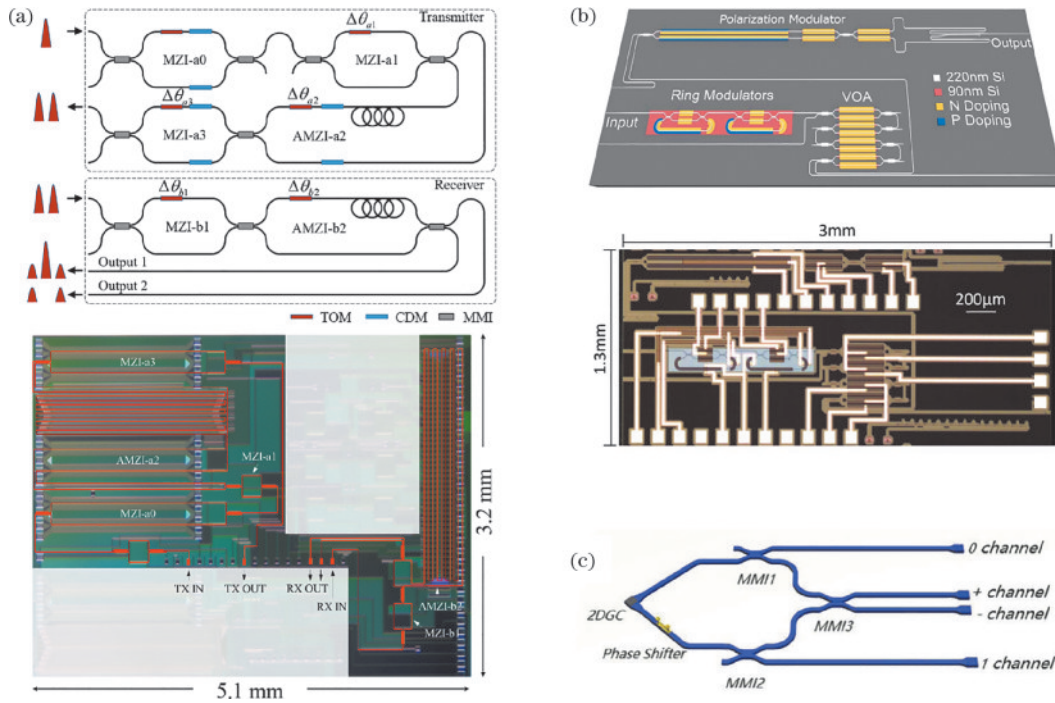 (a)
Transmitter
Δθa1
MZI-a0
MZI-a1
Δθa3
Δθa2
MZI-a3
AMZI-a2
Receiver
Δθb1
Δθb2
MZI-b1
AMZI-b2
Output 1
Output 2
TOM CDM MMI
MZI-a3
MZI-a1
AMZI-a2
MZI-a0
TX IN
TX OUT
RX OUT
RX IN
AMZI-b2
MZI-b1
3.2 mm
5.1 mm
(b)
Polarization Modulator
Output
Ring Modulators
VOA
Input
220nm Si
90nm Si
N Doping
P Doping
3mm
200μm
1.3mm
(c)
0 channel
MMI1
+ channel
- channel
2DGC
MMI3
Phase Shifter
1 channel
MMI2